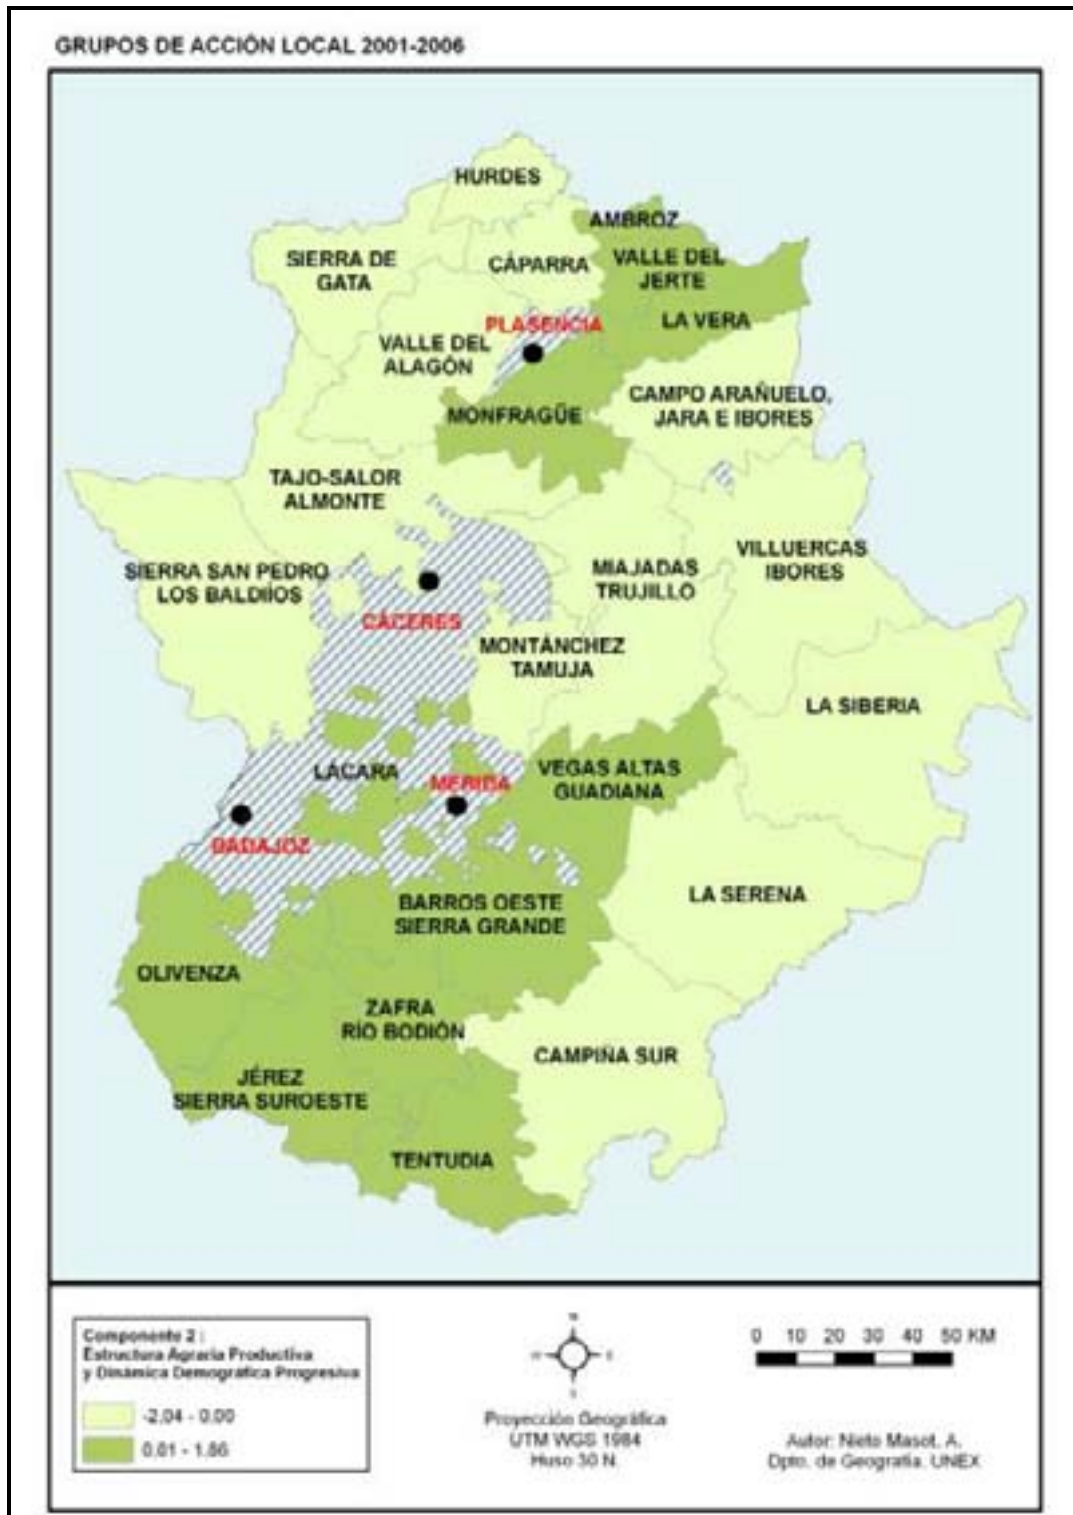 GRUPOS DE ACCIÓN LOCAL 2001-2006
HURDES
AMBROZ
SIERRA DE
GATA
CÁPARRA
VALLE DEL
JERTE
PLASENCIA
LA VERA
VALLE DEL
ALAGÓN
CAMPO ARAÑUELO,
JARA E IBORES
MONFRAGÜE
TAJO-SALOR
ALMONTE
VILLUERCAS
IBORES
SIERRA SAN PEDRO
LOS BALDIÍOS
MIAJADAS
TRUJILLO
CÁCERES
MONTÁNCHEZ
TAMUJA
LA SIBERIA
LÁCARA
MÉRIDA
VEGAS ALTAS
GUADIANA
BADAJOZ
LA SERENA
BARROS OESTE
SIERRA GRANDE
OLIVENZA
ZAFRA
RÍO BODIÓN
CAMPIÑA SUR
JÉREZ
SIERRA SUROESTE
TENTUDIA
Componente 2 :
Estructura Agraria Productiva
y Dinámica Demográfica Progresiva
-2,04 - 0,00
0,01 - 1,86
N
W E
S
Proyección Geográfica
UTM WGS 1984
Huso 30 N.
0 10 20 30 40 50 KM
Autor: Nieto Masot, A.
Dpto. de Geografía. UNEX